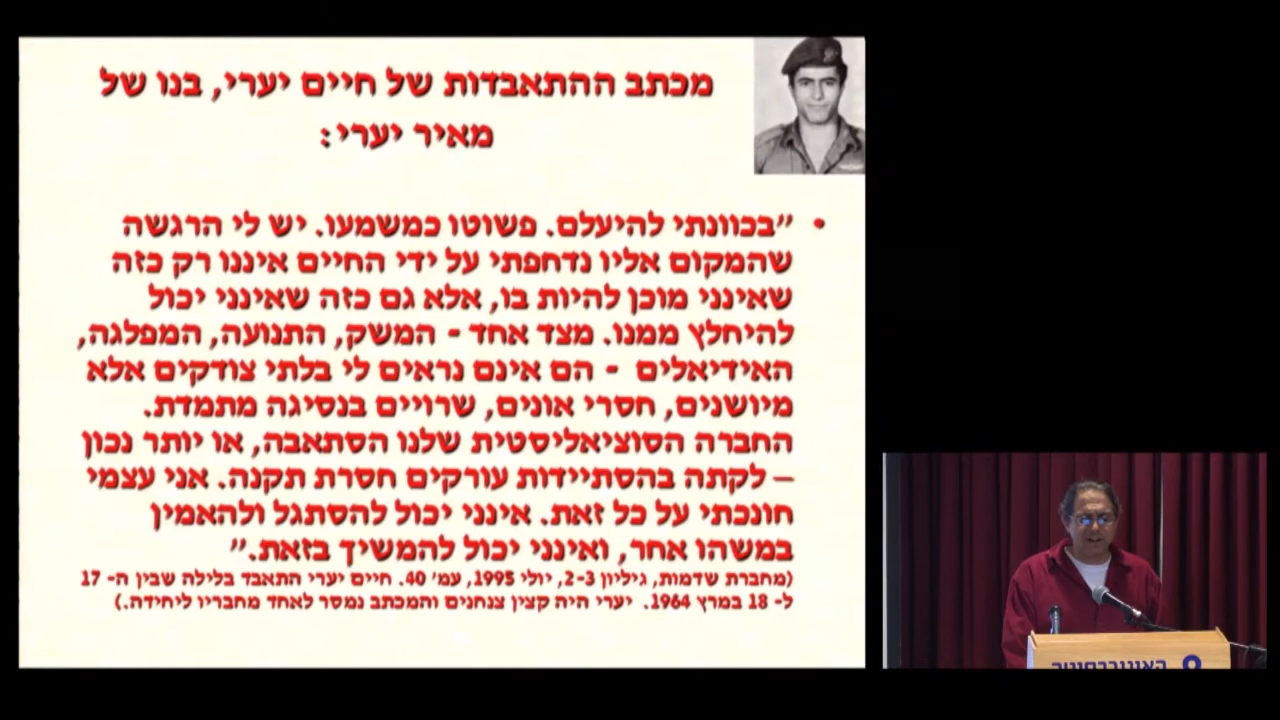 מכתב ההתאבדות של חיים יערי, בנו של
מאיר יערי:
• ״בכוונתי להיעלם. פשוטו כמשמעו. יש לי הרגשה
שהמקום אליו נדחפתי על ידי החיים איננו רק כזה
שאינני מוכן להיות בו, אלא גם כזה שאינני יכול
להיחלץ ממנו. מצד אחד - המשק, התנועה, המפלגה,
האידיאלים - הם אינם נראים לי בלתי צודקים אלא
מיושנים, חסרי אונים, שרויים בנסיגה מתמדת.
החברה הסוציאליסטית שלנו הסתאבה, או יותר נכון
– לקתה בהסתיידות עורקים חסרת תקנה. אני עצמי
חונכתי על כל זאת. אינני יכול להסתגל ולהאמין
במשהו אחר, ואינני יכול להמשיך בזאת.״
(מחברת שדמות, גיליון 2-3, יולי 1995, עמ׳ 40. חיים יערי התאבד בלילה שבין ה- 17
ל- 18 במרץ 1964. יערי היה קצין צנחנים והמכתב נמסר לאחד מחבריו ליחידה.)
האוניברסיטה